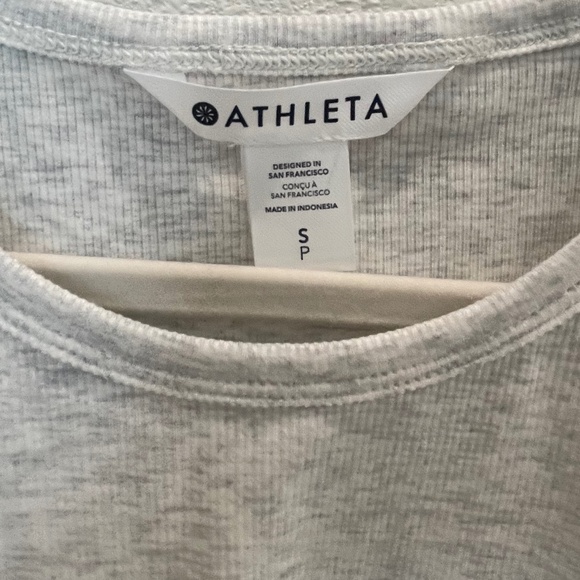 ATHLETA
DESIGNED IN
SAN FRANCISCO
CONÇU À
SAN FRANCISCO
MADE IN INDONESIA
S
P